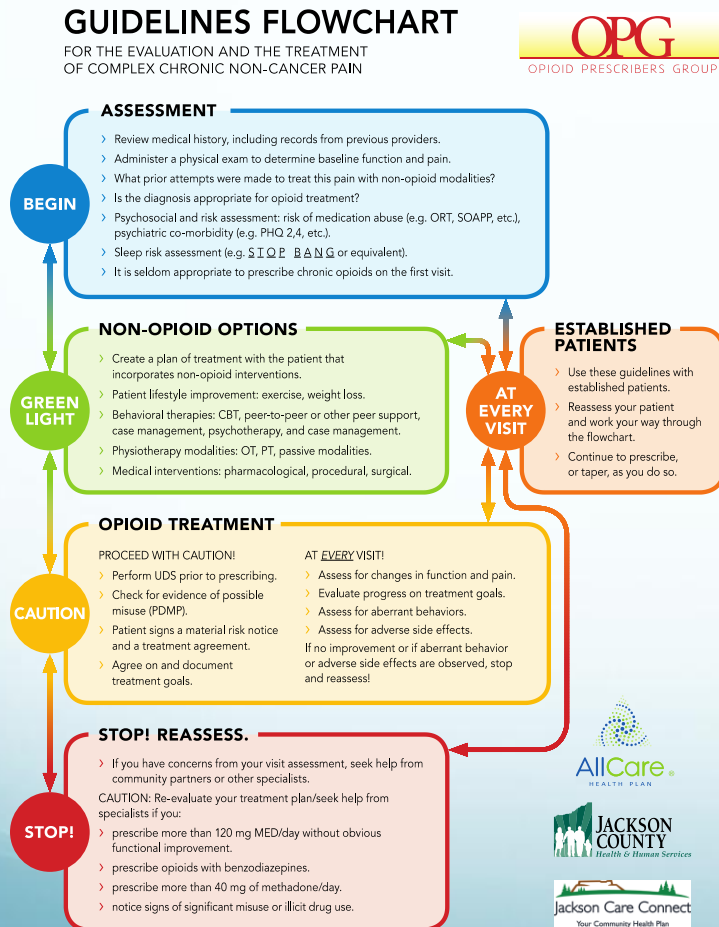 GUIDELINES FLOWCHART
FOR THE EVALUATION AND THE TREATMENT
OF COMPLEX CHRONIC NON-CANCER PAIN
OPG
OPIOID PRESCRIBERS GROUP
ASSESSMENT
BEGIN
› Review medical history, including records from previous providers.
› Administer a physical exam to determine baseline function and pain.
› What prior attempts were made to treat this pain with non-opioid modalities?
› Is the diagnosis appropriate for opioid treatment?
› Psychosocial and risk assessment: risk of medication abuse (e.g. ORT, SOAPP, etc.),
psychiatric co-morbidity (e.g. PHQ 2,4, etc.).
› Sleep risk assessment (e.g. S T O P  B A N G or equivalent).
› It is seldom appropriate to prescribe chronic opioids on the first visit.
NON-OPIOID OPTIONS
GREEN
LIGHT
› Create a plan of treatment with the patient that
incorporates non-opioid interventions.
› Patient lifestyle improvement: exercise, weight loss.
› Behavioral therapies: CBT, peer-to-peer or other peer support,
case management, psychotherapy, and case management.
› Physiotherapy modalities: OT, PT, passive modalities.
› Medical interventions: pharmacological, procedural, surgical.
AT
EVERY
VISIT
ESTABLISHED
PATIENTS
› Use these guidelines with
established patients.
› Reassess your patient
and work your way through
the flowchart.
› Continue to prescribe,
or taper, as you do so.
OPIOID TREATMENT
CAUTION
PROCEED WITH CAUTION!
› Perform UDS prior to prescribing.
› Check for evidence of possible
misuse (PDMP).
› Patient signs a material risk notice
and a treatment agreement.
› Agree on and document
treatment goals.
AT EVERY VISIT!
› Assess for changes in function and pain.
› Evaluate progress on treatment goals.
› Assess for aberrant behaviors.
› Assess for adverse side effects.
If no improvement or if aberrant behavior
or adverse side effects are observed, stop
and reassess!
STOP! REASSESS.
STOP!
› If you have concerns from your visit assessment, seek help from
community partners or other specialists.
CAUTION: Re-evaluate your treatment plan/seek help from
specialists if you:
› prescribe more than 120 mg MED/day without obvious
functional improvement.
› prescribe opioids with benzodiazepines.
› prescribe more than 40 mg of methadone/day.
› notice signs of significant misuse or illicit drug use.
AllCare ®
HEALTH PLAN
JACKSON
COUNTY
Health & Human Services
Jackson Care Connect
Your Community Health Plan